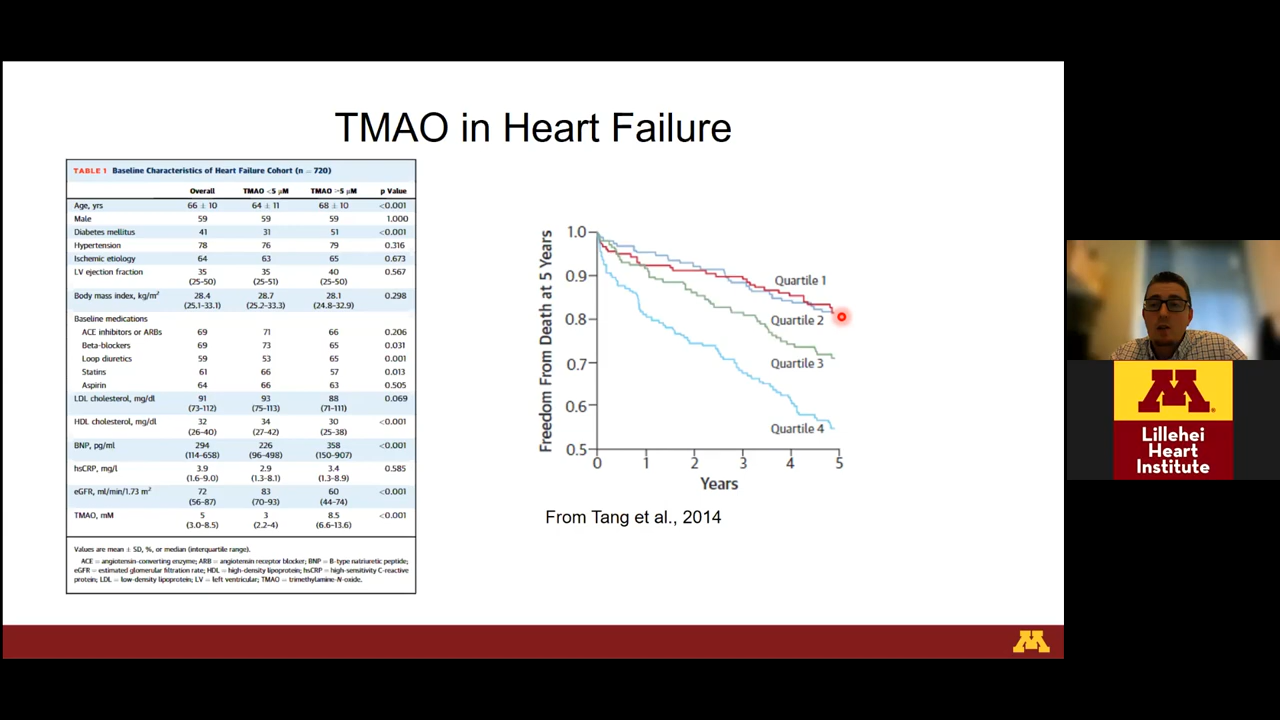 TMAO in Heart Failure
TABLE 1 Baseline Characteristics of Heart Failure Cohort (n = 720)
Overall TMAO <5 μM TMAO >5 μM p Value
Age, yrs 66 ± 10 64 ± 11 68 ± 10 <0.001
Male 59 59 59 1.000
Diabetes mellitus 41 31 51 <0.001
Hypertension 78 76 79 0.316
Ischemic etiology 64 63 65 0.673
LV ejection fraction 35 35 40 0.567
(25-50) (25-51) (25-50)
Body mass index, kg/m² 28.4 28.7 28.1 0.298
(25.1-33.1) (25.2-33.3) (24.8-32.9)
Baseline medications
ACE inhibitors or ARBs 69 71 66 0.206
Beta-blockers 69 73 65 0.031
Loop diuretics 59 53 65 0.001
Statins 61 66 57 0.013
Aspirin 64 66 63 0.505
LDL cholesterol, mg/dl 91 93 88 0.069
(73-112) (75-113) (71-111)
HDL cholesterol, mg/dl 32 34 30 <0.001
(26-40) (27-42) (25-38)
BNP, pg/ml 294 226 358 <0.001
(114-658) (96-498) (150-907)
hsCRP, mg/l 3.9 2.9 3.4 0.585
(1.6-9.0) (1.3-8.1) (1.3-8.9)
eGFR, ml/min/1.73 m² 72 83 60 <0.001
(56-87) (70-93) (44-74)
TMAO, mM 5 3 8.5 <0.001
(3.0-8.5) (2.2-4) (6.6-13.6)
Values are mean ± SD, %, or median (interquartile range).
ACE = angiotensin-converting enzyme; ARB = angiotensin receptor blocker; BNP = B-type natriuretic peptide;
eGFR = estimated glomerular filtration rate; HDL = high-density lipoprotein; hsCRP = high-sensitivity C-reactive
protein; LDL = low-density lipoprotein; LV = left ventricular; TMAO = trimethylamine-N-oxide.
Freedom From Death at 5 Years
1.0
0.9
0.8
0.7
0.6
0.5
Quartile 1
Quartile 2
Quartile 3
Quartile 4
0 1 2 3 4 5
Years
From Tang et al., 2014
M
M
Lillehei
Heart
Institute